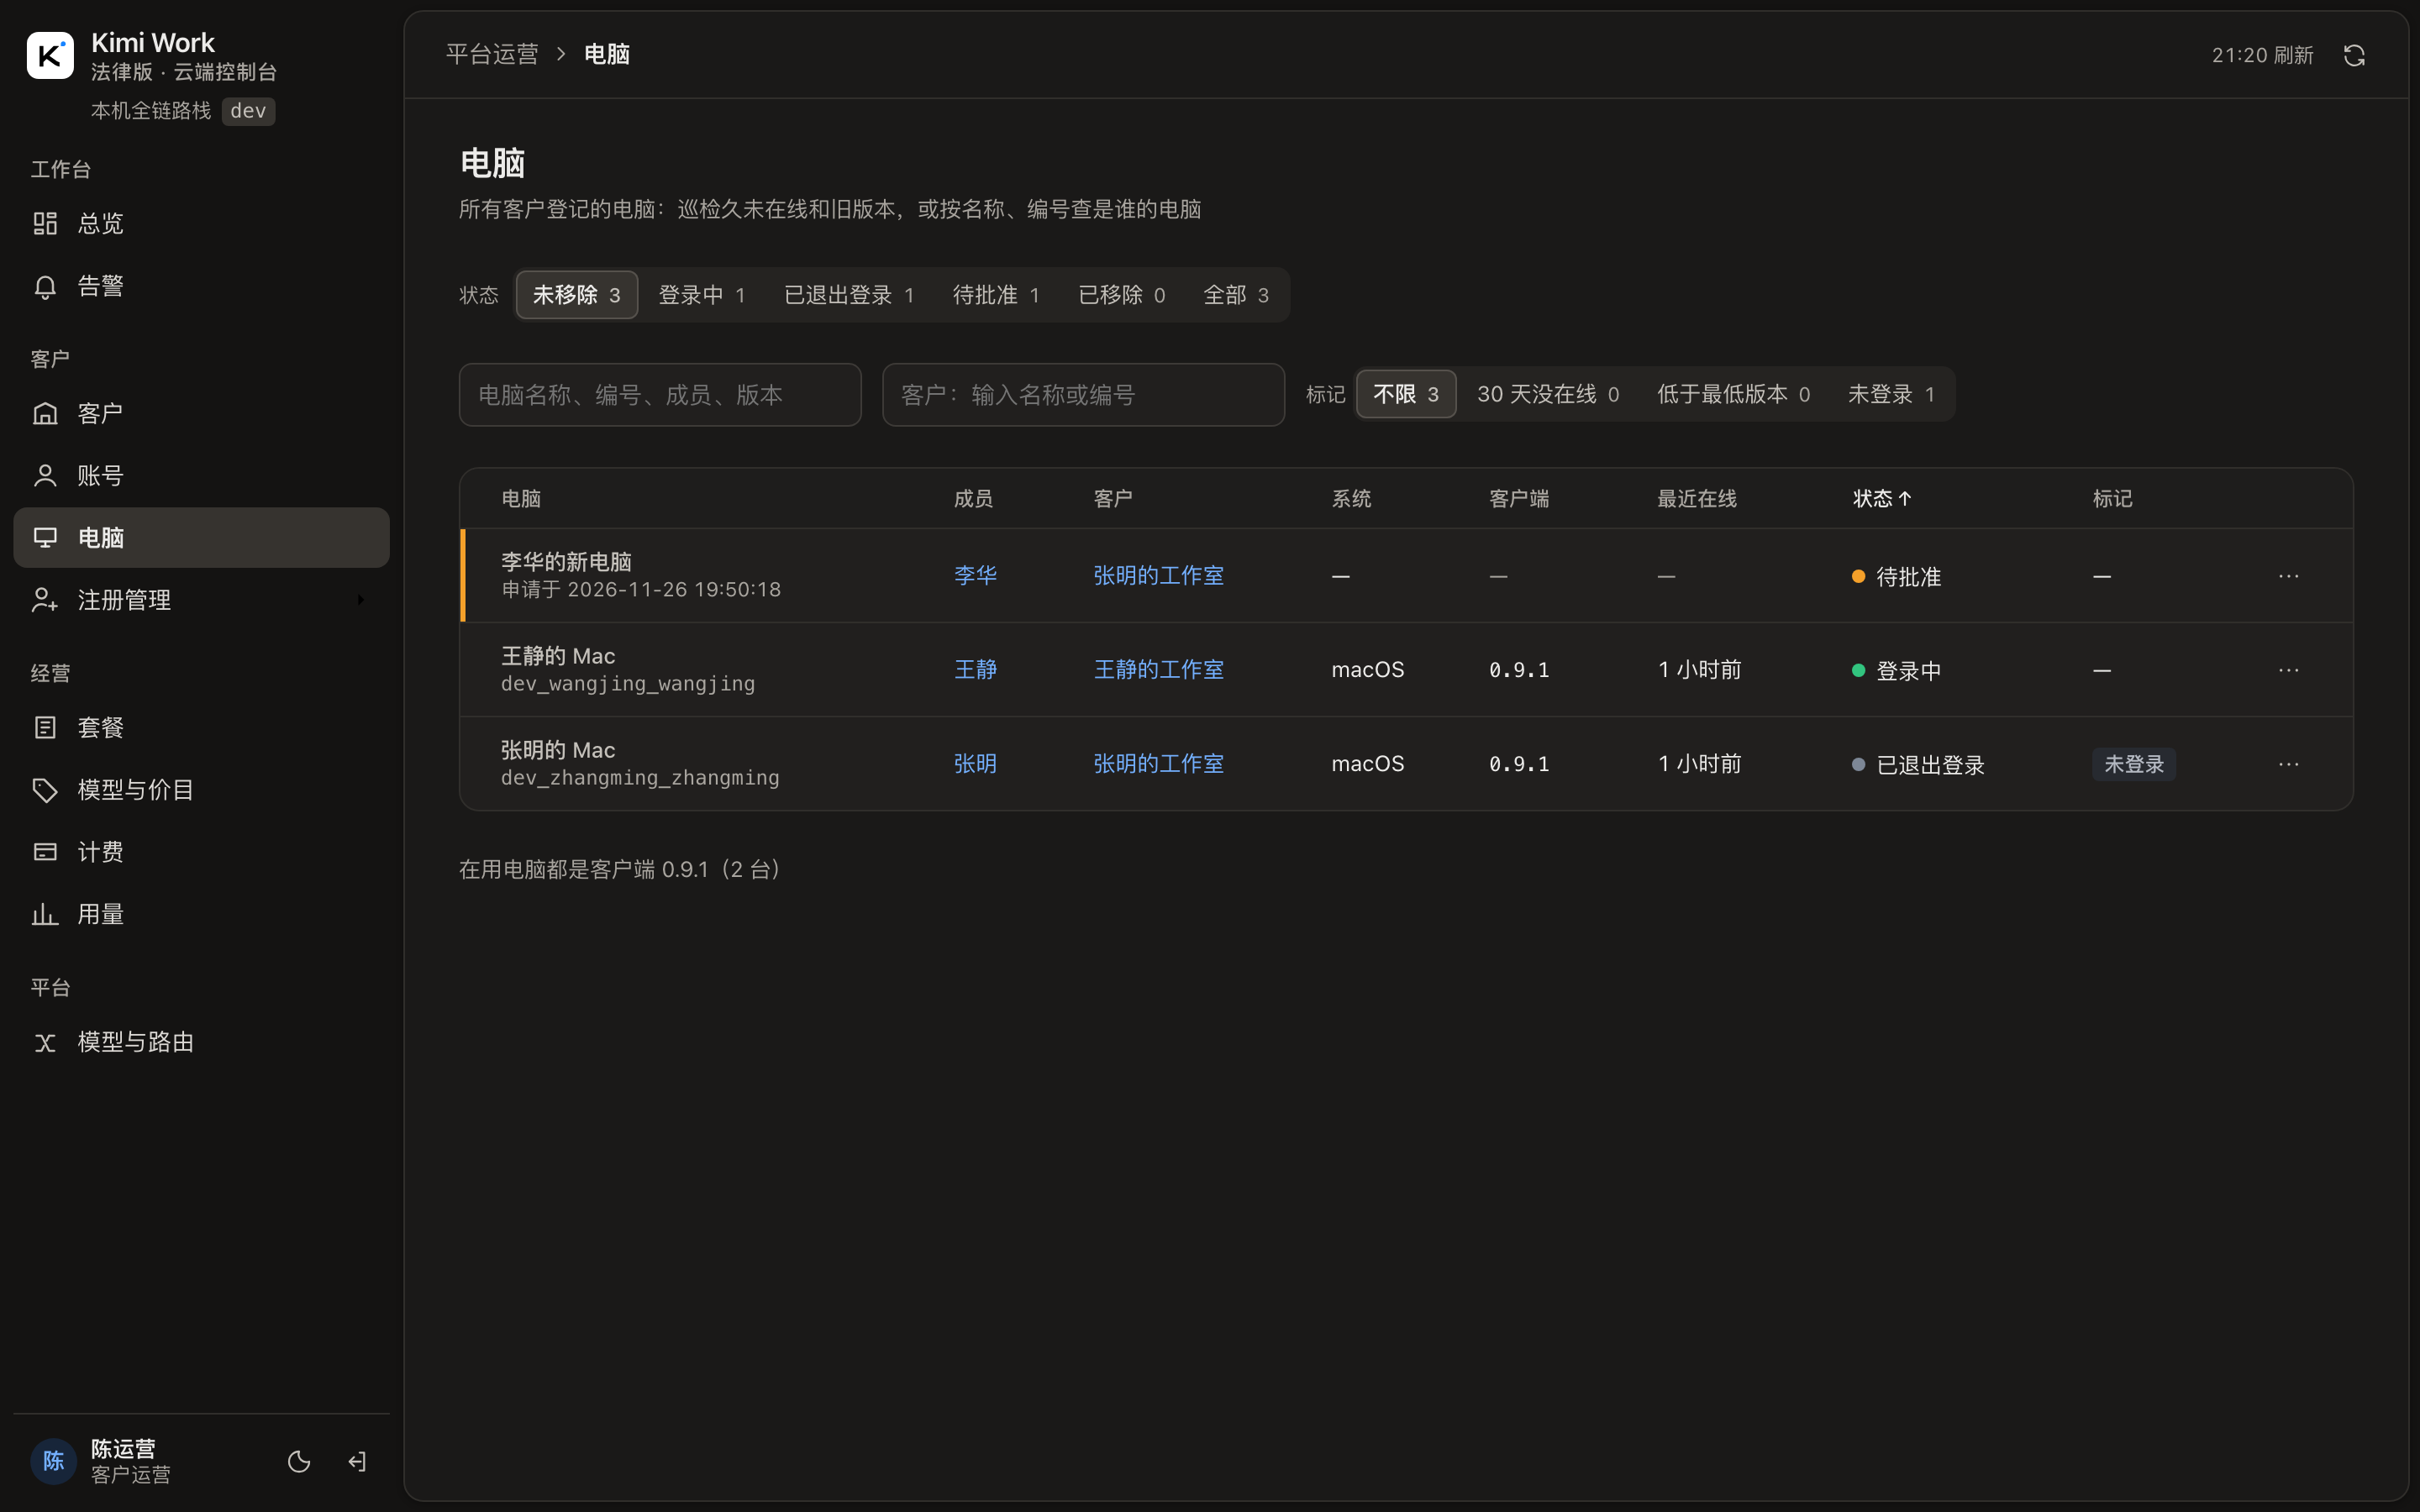 Kimi Work
法律版 · 云端控制台
本机全链路栈 dev
工作台
总览
告警
客户
客户
账号
电脑
注册管理
经营
套餐
模型与价目
计费
用量
平台
模型与路由
陈 陈运营
客户运营
平台运营 > 电脑
21:20 刷新
电脑
所有客户登记的电脑：巡检久未在线和旧版本，或按名称、编号查是谁的电脑
状态 未移除 3 登录中 1 已退出登录 1 待批准 1 已移除 0 全部 3
电脑名称、编号、成员、版本 客户：输入名称或编号 标记 不限 3 30 天没在线 0 低于最低版本 0 未登录 1
电脑 成员 客户 系统 客户端 最近在线 状态 ↑ 标记
李华的新电脑
申请于 2026-11-26 19:50:18
李华 张明的工作室 — — — 待批准 — ···
王静的 Mac
dev_wangjing_wangjing
王静 王静的工作室 macOS 0.9.1 1 小时前 登录中 — ···
张明的 Mac
dev_zhangming_zhangming
张明 张明的工作室 macOS 0.9.1 1 小时前 已退出登录 未登录 ···
在用电脑都是客户端 0.9.1（2 台）